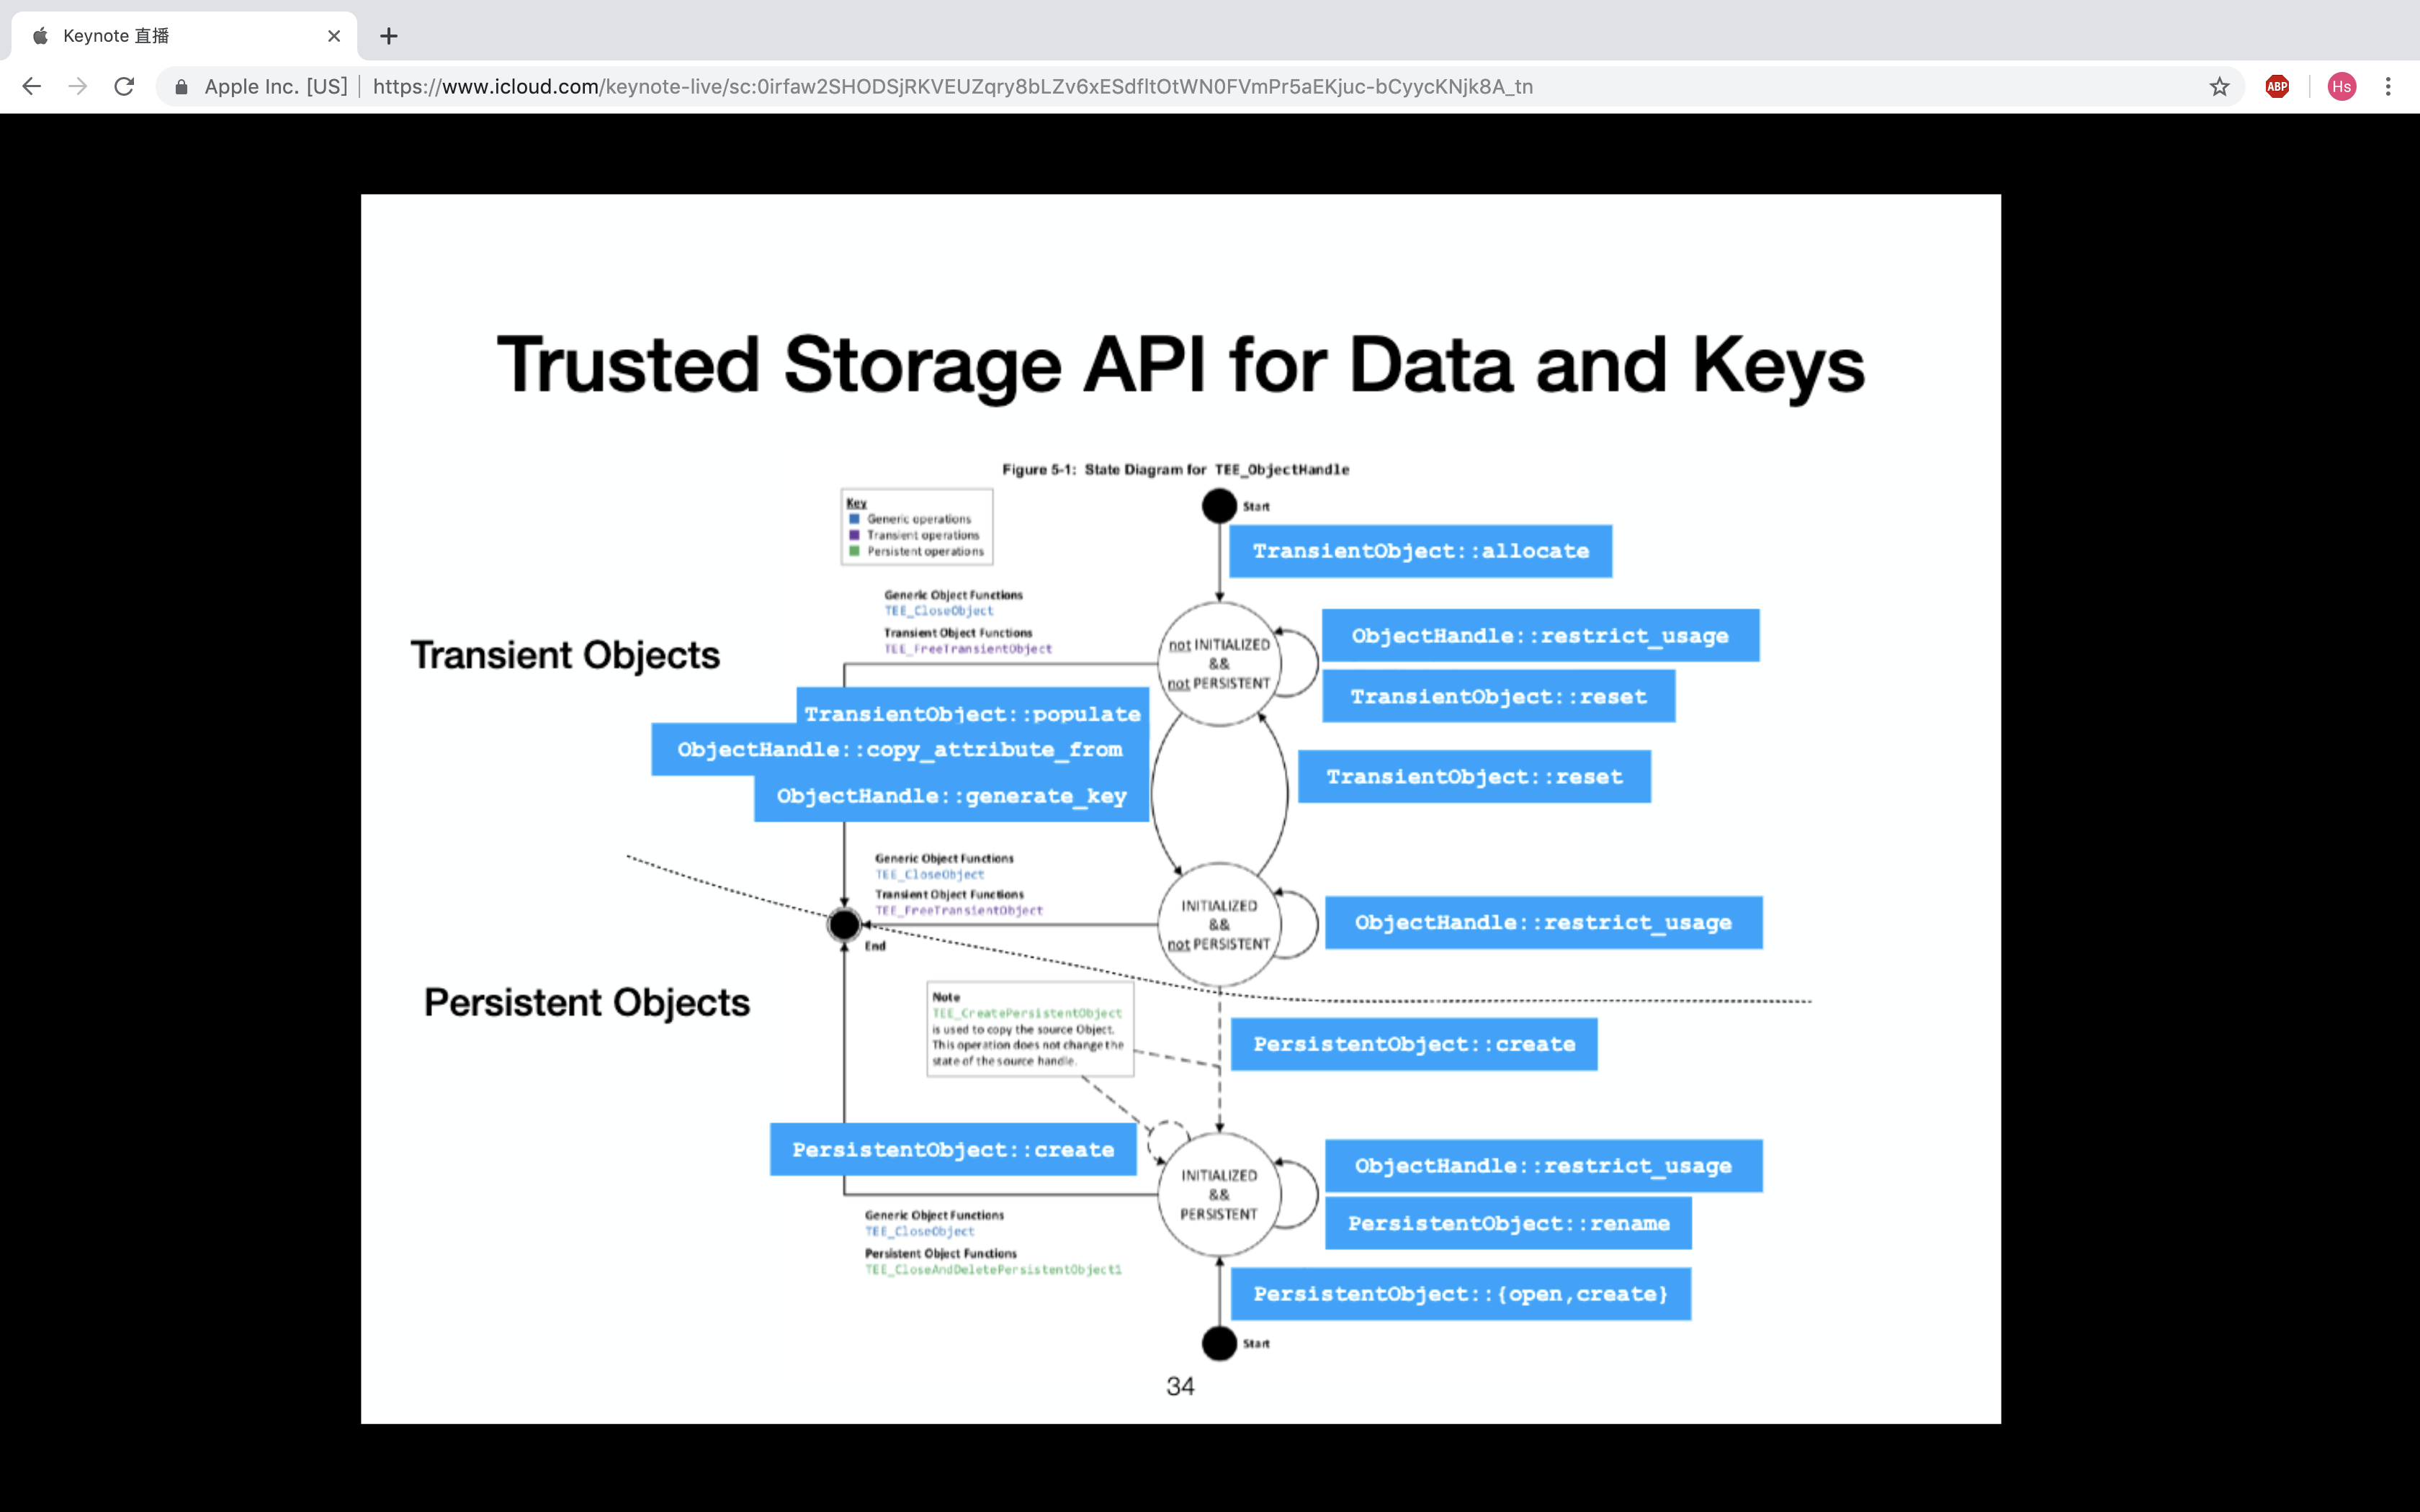 Keynote 直播
Apple Inc. [US]
https://www.icloud.com/keynote-live/sc:0irfaw2SHODSjRKVEUZqry8bLZv6xESdfltOtWN0FVmPr5aEKjuc-bCyycKNjk8A_tn
ABP
Hs
Trusted Storage API for Data and Keys
Figure 5-1: State Diagram for TEE_ObjectHandle
Key
Generic operations
Transient operations
Persistent operations
Start
TransientObject::allocate
Generic Object Functions
TEE_CloseObject
Transient Object Functions
TEE_FreeTransientObject
Transient Objects
not INITIALIZED
&&
not PERSISTENT
ObjectHandle::restrict_usage
TransientObject::reset
TransientObject::populate
ObjectHandle::copy_attribute_from
ObjectHandle::generate_key
TransientObject::reset
Generic Object Functions
TEE_CloseObject
Transient Object Functions
TEE_FreeTransientObject
End
INITIALIZED
&&
not PERSISTENT
ObjectHandle::restrict_usage
Persistent Objects
Note
TEE_CreatePersistentObject
is used to copy the source Object.
This operation does not change the
state of the source handle.
PersistentObject::create
PersistentObject::create
INITIALIZED
&&
PERSISTENT
ObjectHandle::restrict_usage
PersistentObject::rename
Generic Object Functions
TEE_CloseObject
Persistent Object Functions
TEE_CloseAndDeletePersistentObject1
PersistentObject::{open,create}
Start
34